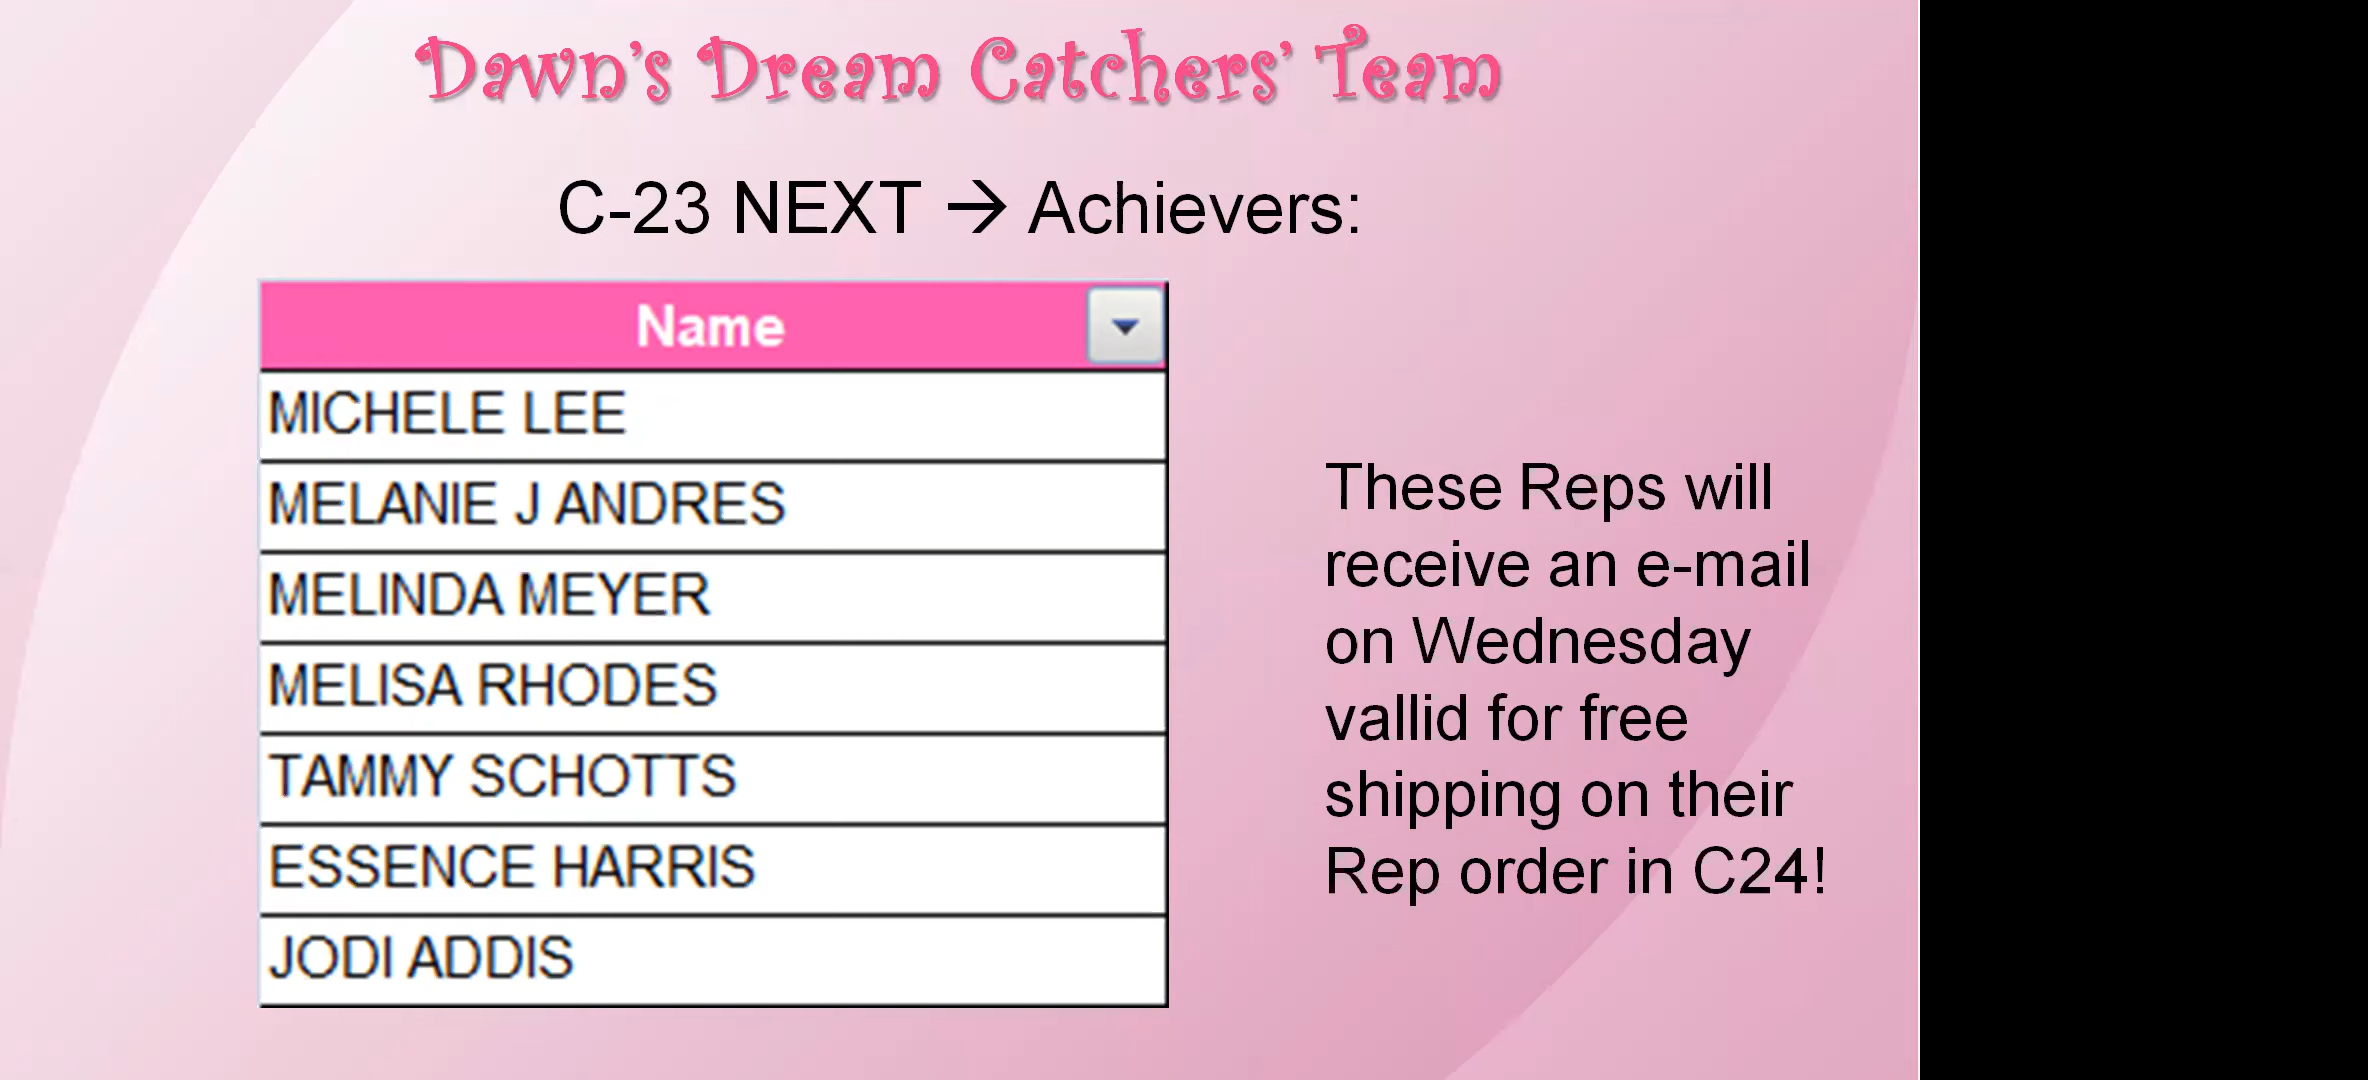 Dawn's Dream Catchers' Team
C-23 NEXT → Achievers:
Name
MICHELE LEE
MELANIE J ANDRES
MELINDA MEYER
MELISA RHODES
TAMMY SCHOTTS
ESSENCE HARRIS
JODI ADDIS
These Reps will
receive an e-mail
on Wednesday
vallid for free
shipping on their
Rep order in C24!